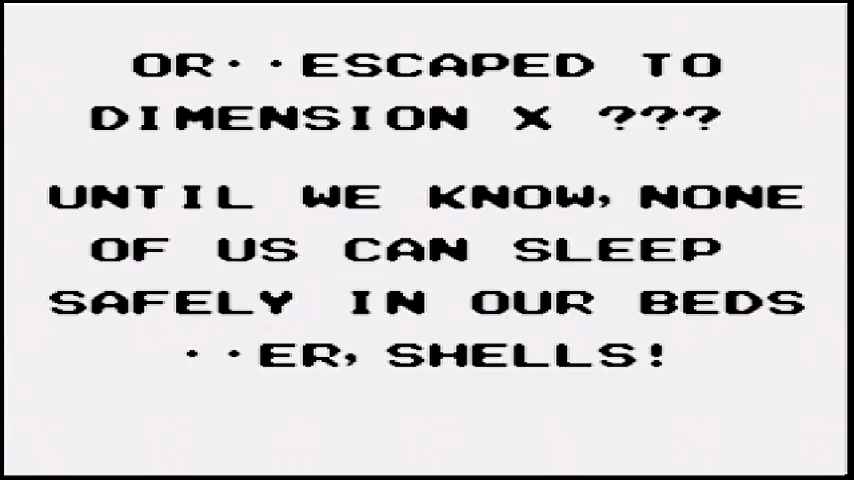 OR··ESCAPED TO
DIMENSION X ???
UNTIL WE KNOW, NONE
OF US CAN SLEEP
SAFELY IN OUR BEDS
··ER, SHELLS!